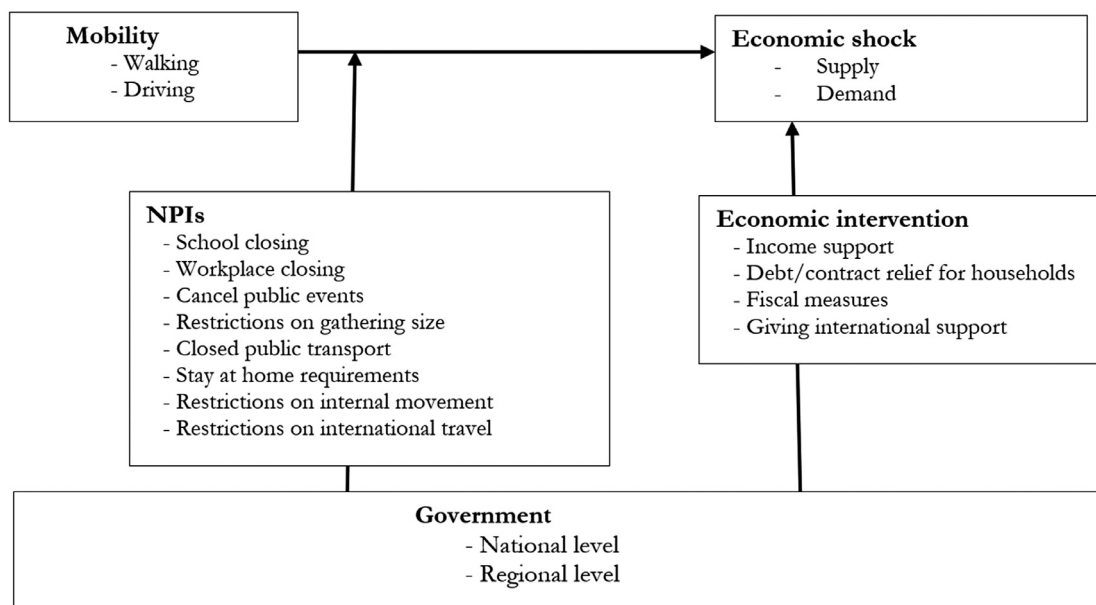 Mobility
- Walking
- Driving
Economic shock
- Supply
- Demand
NPIs
- School closing
- Workplace closing
- Cancel public events
- Restrictions on gathering size
- Closed public transport
- Stay at home requirements
- Restrictions on internal movement
- Restrictions on international travel
Economic intervention
- Income support
- Debt/contract relief for households
- Fiscal measures
- Giving international support
Government
- National level
- Regional level